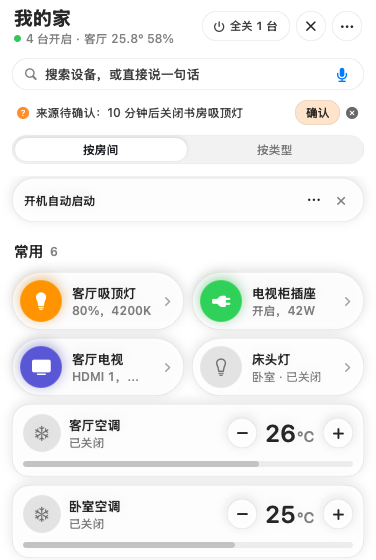 我的家
4 台开启 · 客厅 25.8° 58%
全关 1 台
搜索设备，或直接说一句话
来源待确认：10 分钟后关闭书房吸顶灯
确认
按房间
按类型
开机自动启动
常用 6
客厅吸顶灯
80%，4200K
电视柜插座
开启，42W
客厅电视
HDMI 1，...
床头灯
卧室 · 已关闭
客厅空调
已关闭
26°C
卧室空调
已关闭
25°C